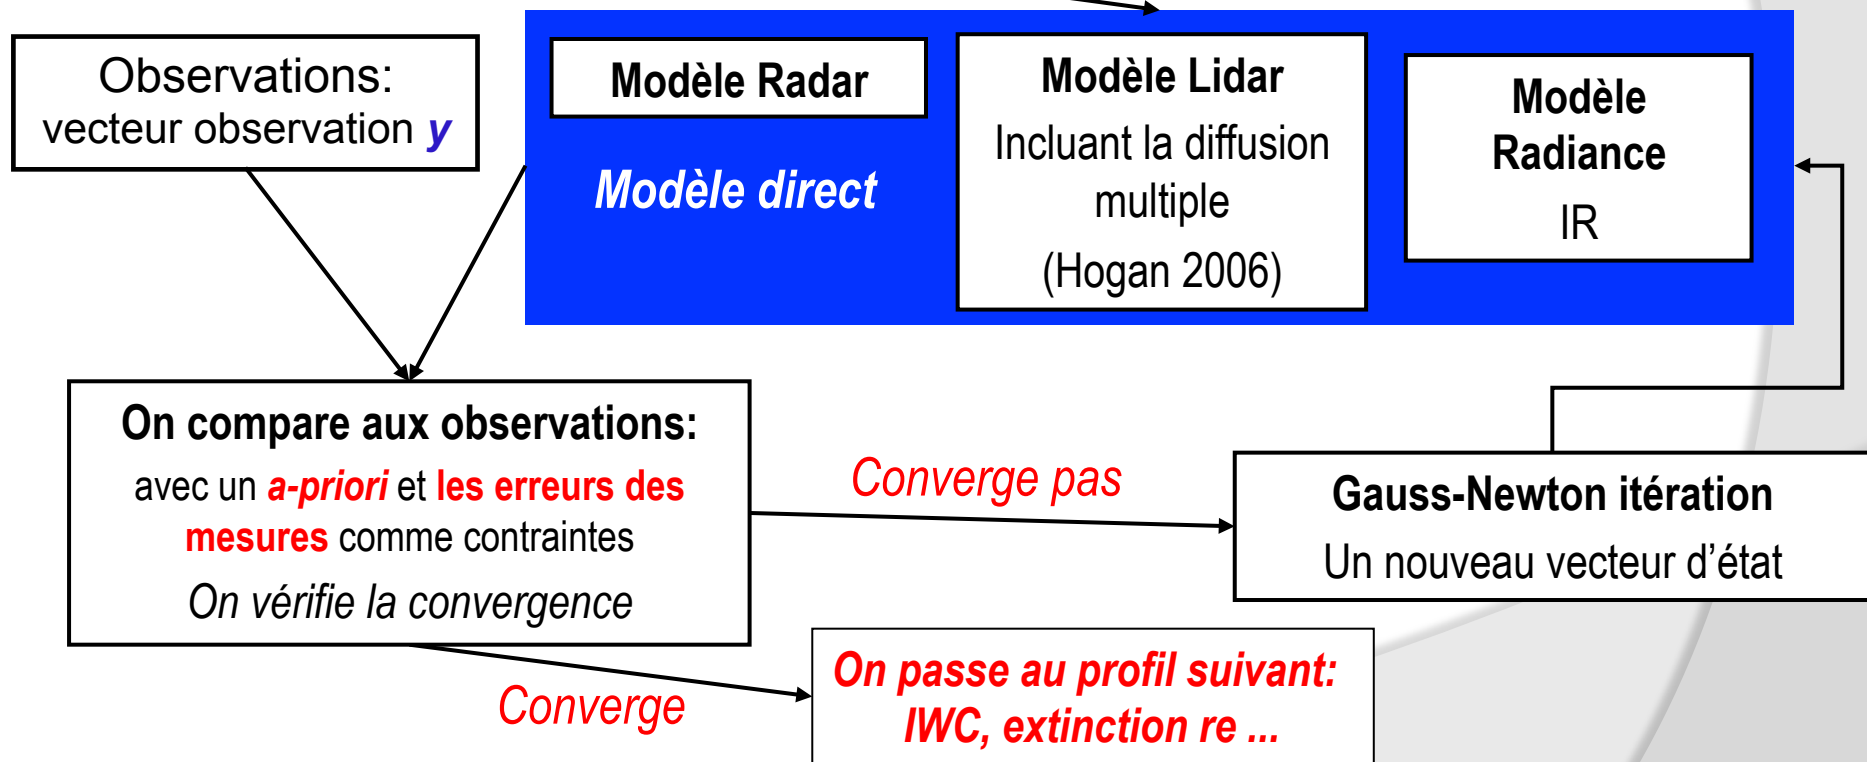 Observations:
vecteur observation y
Modèle Radar
Modèle direct
Modèle Lidar
Incluant la diffusion
multiple
(Hogan 2006)
Modèle
Radiance
IR
On compare aux observations:
avec un a-priori et les erreurs des
mesures comme contraintes
On vérifie la convergence
Converge pas
Gauss-Newton itération
Un nouveau vecteur d’état
Converge
On passe au profil suivant:
IWC, extinction re ...